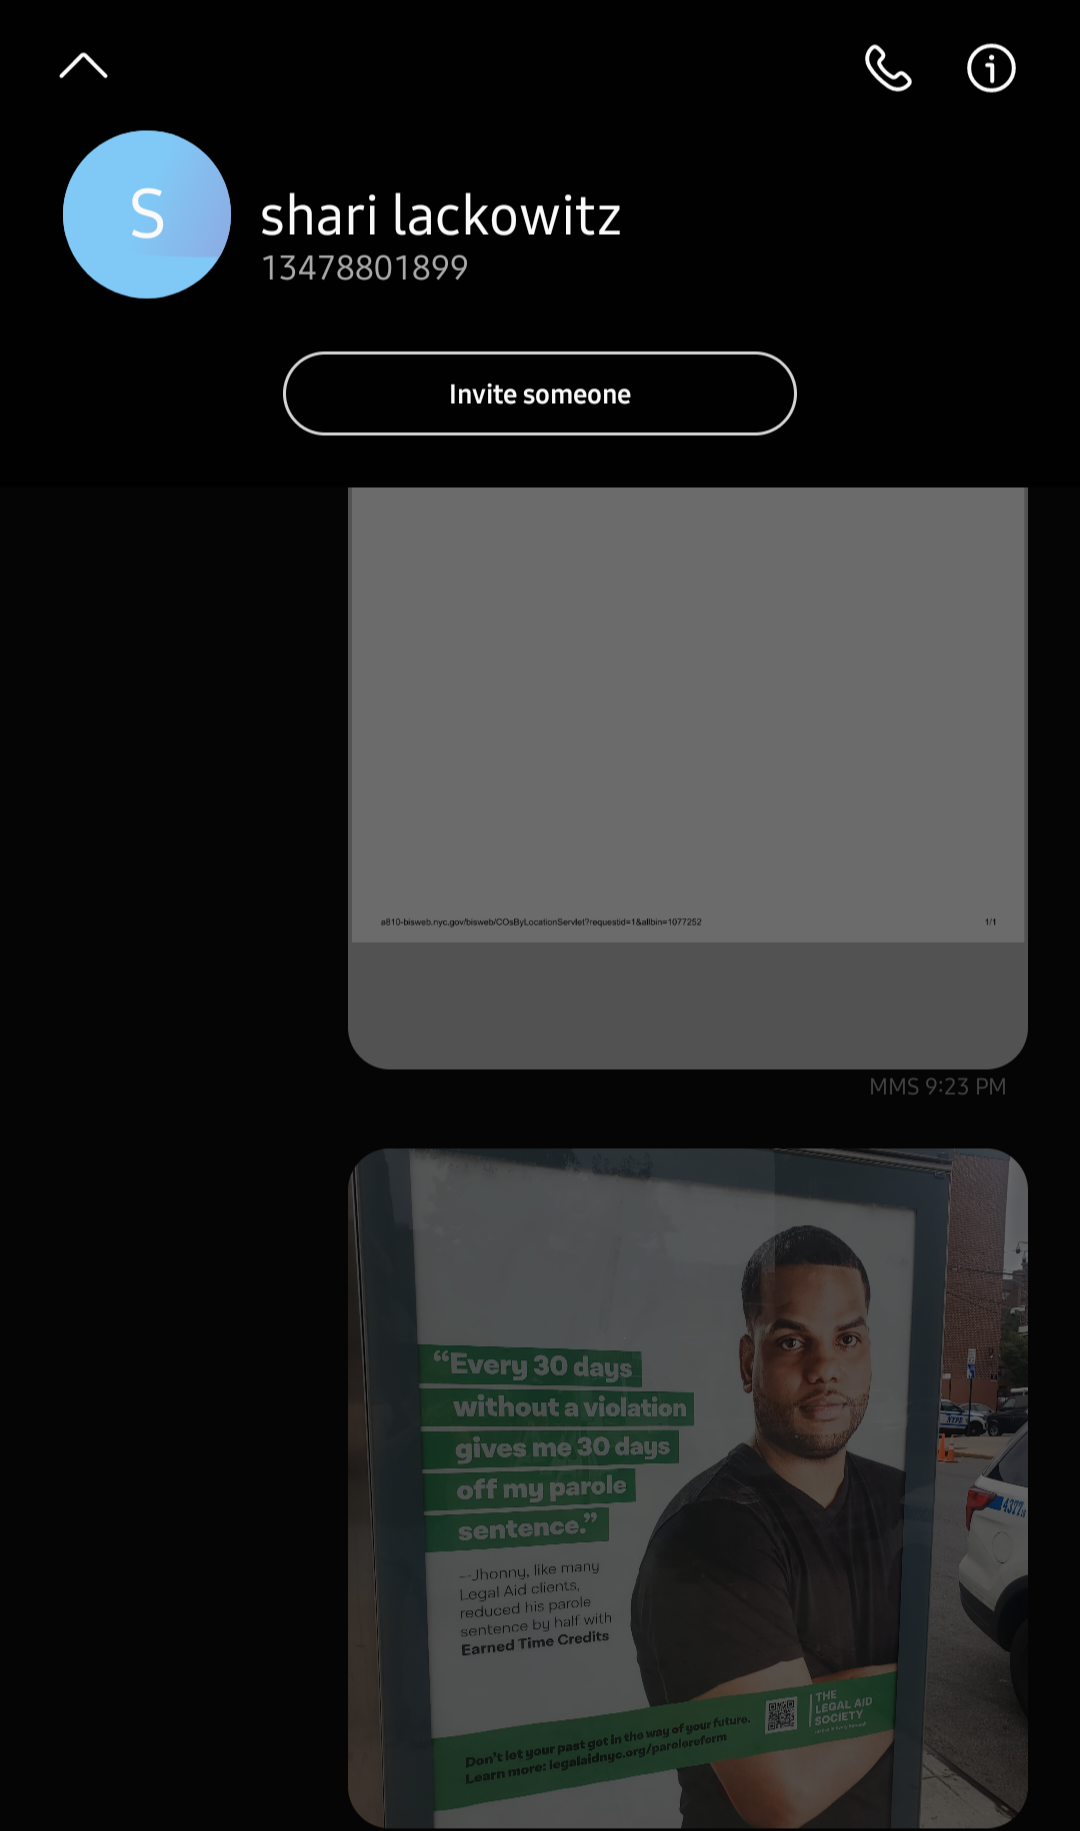 S
shari lackowitz
13478801899
Invite someone
a810-bisweb.nyc.gov/bisweb/COsByLocationServlet?requestid=1&allbin=1077252 1/1
MMS 9:23 PM
“Every 30 days
without a violation
gives me 30 days
off my parole
sentence.”
--Jhonny, like many
Legal Aid clients,
reduced his parole
sentence by half with
Earned Time Credits
Don't let your past get in the way of your future.
Learn more: legalaidnyc.org/parolereform
THE
LEGAL AID
SOCIETY
NYPD
4377